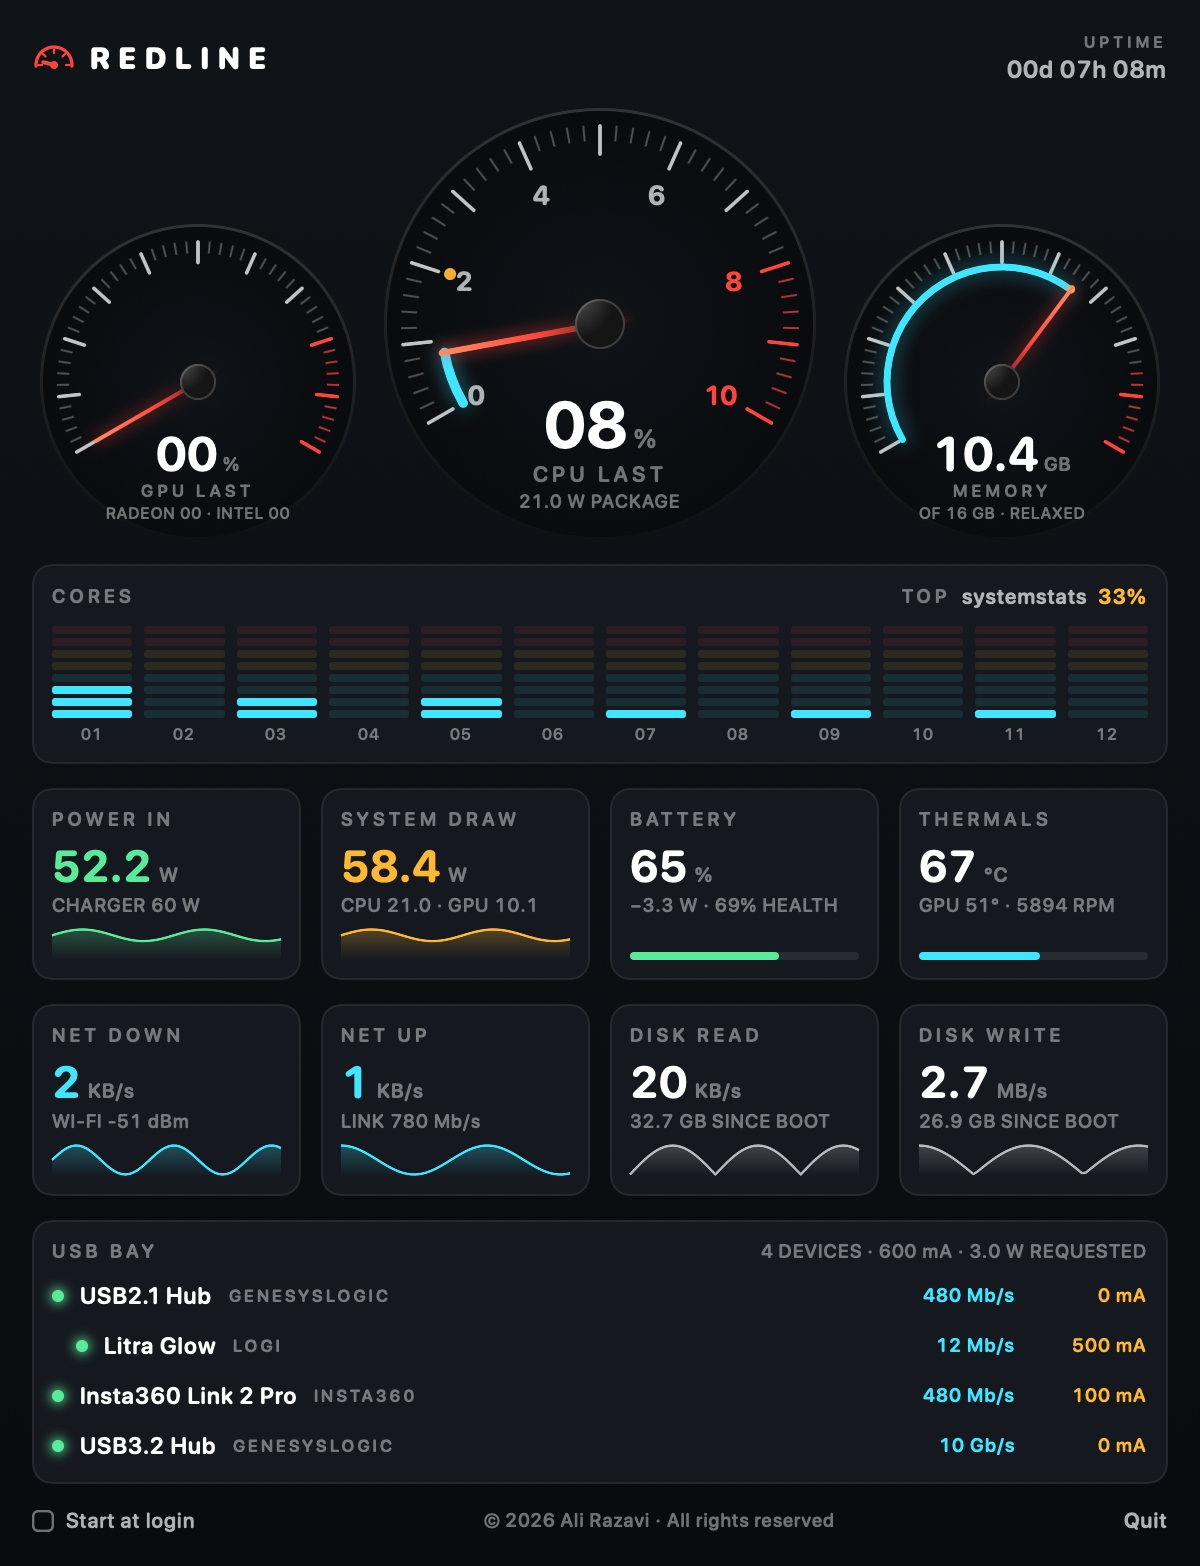 REDLINE
UPTIME
00d 07h 08m
4 6
2 8
0 10
00 %
GPU LAST
RADEON 00 · INTEL 00
08 %
CPU LAST
21.0 W PACKAGE
10.4 GB
MEMORY
OF 16 GB · RELAXED
CORES TOP systemstats 33%
01 02 03 04 05 06 07 08 09 10 11 12
POWER IN
52.2 W
CHARGER 60 W
SYSTEM DRAW
58.4 W
CPU 21.0 · GPU 10.1
BATTERY
65 %
−3.3 W · 69% HEALTH
THERMALS
67 °C
GPU 51° · 5894 RPM
NET DOWN
2 KB/s
WI-FI -51 dBm
NET UP
1 KB/s
LINK 780 Mb/s
DISK READ
20 KB/s
32.7 GB SINCE BOOT
DISK WRITE
2.7 MB/s
26.9 GB SINCE BOOT
USB BAY 4 DEVICES · 600 mA · 3.0 W REQUESTED
USB2.1 Hub GENESYSLOGIC 480 Mb/s 0 mA
Litra Glow LOGI 12 Mb/s 500 mA
Insta360 Link 2 Pro INSTA360 480 Mb/s 100 mA
USB3.2 Hub GENESYSLOGIC 10 Gb/s 0 mA
Start at login © 2026 Ali Razavi · All rights reserved Quit